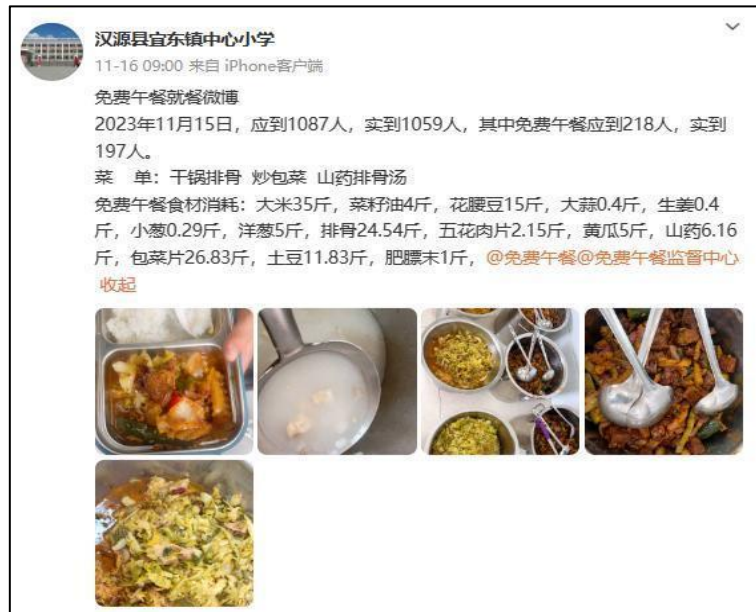 汉源县宜东镇中心小学
11-16 09:00 来自 iPhone客户端
免费午餐就餐微博
2023年11月15日，应到1087人，实到1059人，其中免费午餐应到218人，实到
197人。
菜 单：干锅排骨 炒包菜 山药排骨汤
免费午餐食材消耗：大米35斤，菜籽油4斤，花腰豆15斤，大蒜0.4斤，生姜0.4
斤，小葱0.29斤，洋葱5斤，排骨24.54斤，五花肉片2.15斤，黄瓜5斤，山药6.16
斤，包菜片26.83斤，土豆11.83斤，肥膘末1斤，@免费午餐@免费午餐监督中心
收起